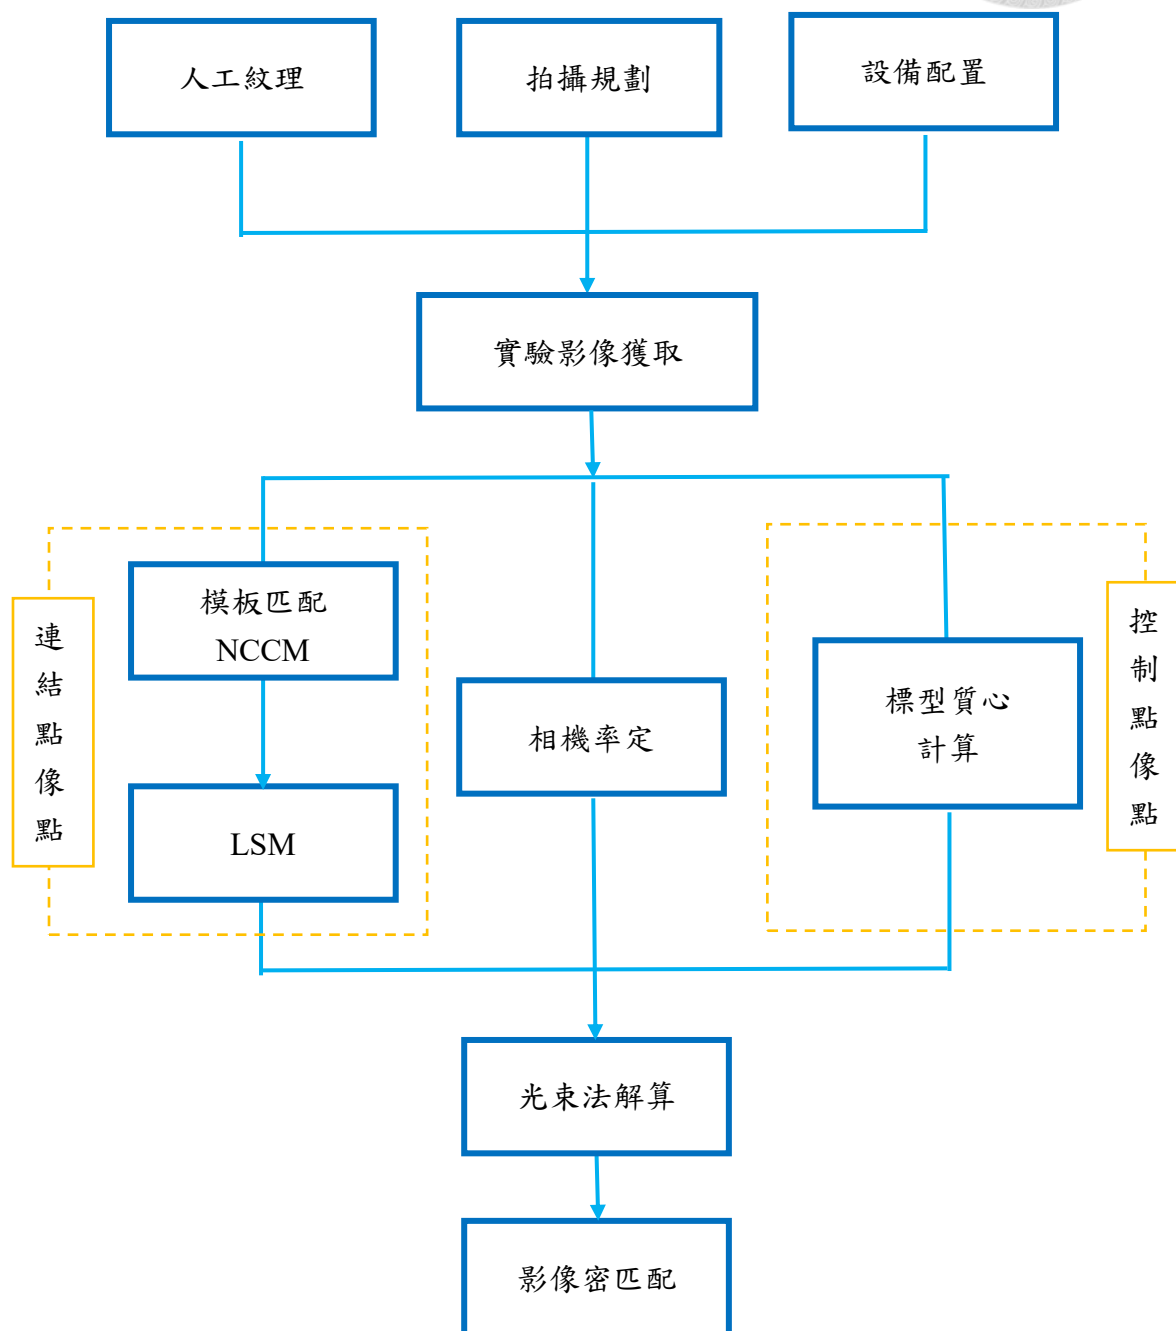 人工紋理
拍攝規劃
設備配置
實驗影像獲取
連結點像點
模板匹配
NCCM
LSM
相機率定
標型質心
計算
控制點像點
光束法解算
影像密匹配